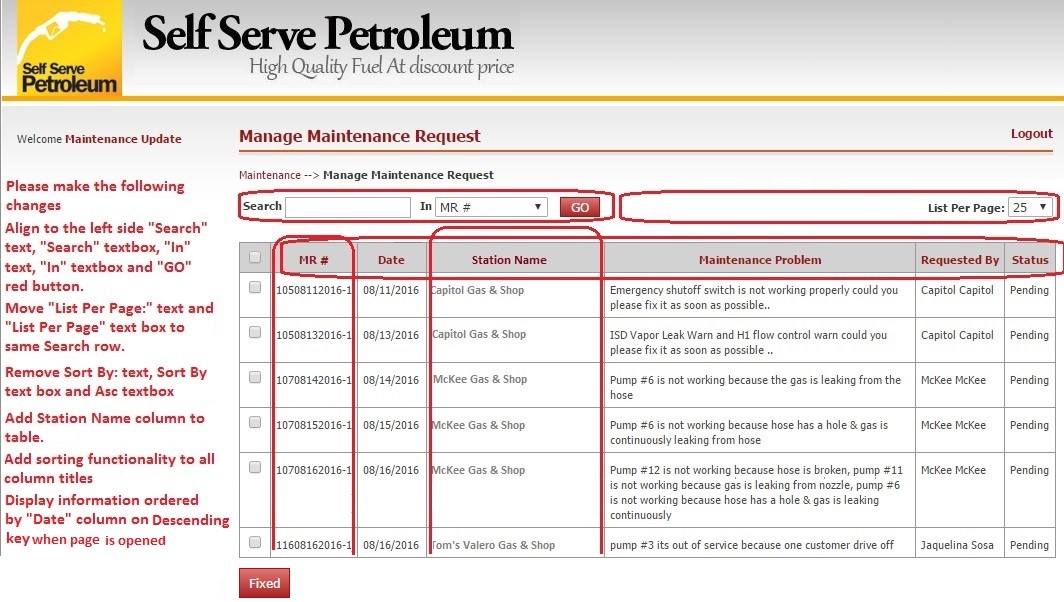 Self Serve Petroleum
High Quality Fuel At discount price
Self Serve
Petroleum
Welcome Maintenance Update
Manage Maintenance Request
Logout
Maintenance --> Manage Maintenance Request
Search In MR # GO List Per Page: 25
Please make the following
changes
Align to the left side "Search"
text, "Search" textbox, "In"
text, "In" textbox and "GO"
red button.
Move "List Per Page:" text and
"List Per Page" text box to
same Search row.
Remove Sort By: text, Sort By
text box and Asc textbox
Add Station Name column to
table.
Add sorting functionality to all
column titles
Display information ordered
by "Date" column on Descending
key when page is opened
MR # Date Station Name Maintenance Problem Requested By Status
10508112016-1 08/11/2016 Capitol Gas & Shop Emergency shutoff switch is not working properly could you Capitol Capitol Pending
please fix it as soon as possible..
10508132016-1 08/13/2016 Capitol Gas & Shop ISD Vapor Leak Warn and H1 flow control warn could you Capitol Capitol Pending
please fix it as soon as possible ..
10708142016-1 08/14/2016 McKee Gas & Shop Pump #6 is not working because the gas is leaking from the McKee McKee Pending
hose
10708152016-1 08/15/2016 McKee Gas & Shop Pump #6 is not working because hose has a hole & gas is McKee McKee Pending
continuously leaking from hose
10708162016-1 08/16/2016 McKee Gas & Shop Pump #12 is not working because hose is broken, pump #11 McKee McKee Pending
is not working because gas is leaking from nozzle, pump #6
is not working because hose has a hole & gas is leaking
continuously
11608162016-1 08/16/2016 Tom's Valero Gas & Shop pump #3 its out of service because one customer drive off Jaquelina Sosa Pending
Fixed